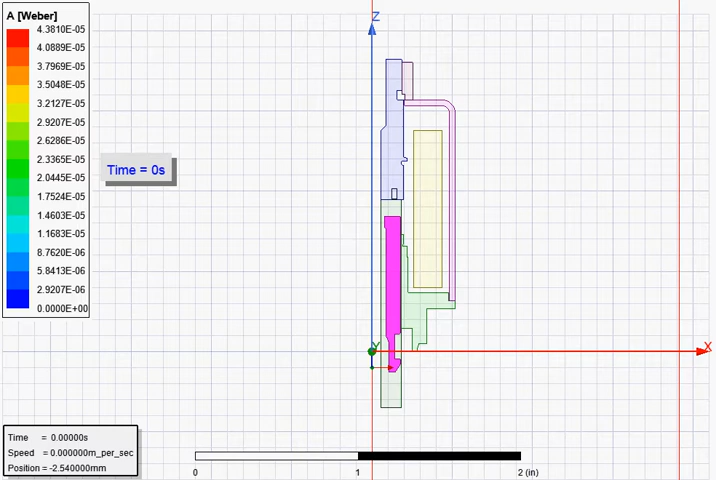 A [Weber]
4.3810E-05
4.0889E-05
3.7969E-05
3.5048E-05
3.2127E-05
2.9207E-05
2.6286E-05
2.3365E-05
2.0445E-05
1.7524E-05
1.4603E-05
1.1683E-05
8.7620E-06
5.8413E-06
2.9207E-06
0.0000E+00
Time = 0s
Z
Y
X
Time = 0.00000s
Speed = 0.000000m_per_sec
Position = -2.540000mm
0 1 2 (in)